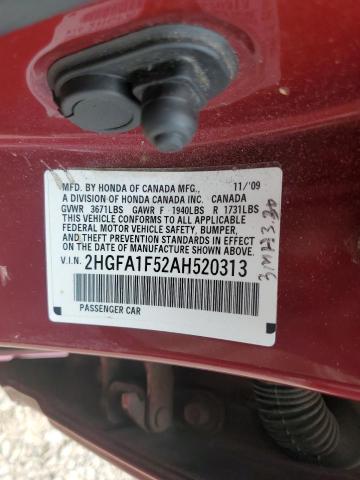 MFD. BY HONDA OF CANADA MFG., 11/'09
A DIVISION OF HONDA CANADA INC. CANADA
GVWR 3671LBS GAWR F 1940LBS R 1731LBS
THIS VEHICLE CONFORMS TO ALL APPLICABLE
FEDERAL MOTOR VEHICLE SAFETY, BUMPER,
AND THEFT PREVENTION STANDARDS IN EFFECT
ON THE DATE OF MANUFACTURE SHOWN ABOVE.
V.I.N. 2HGFA1F52AH520313
PASSENGER CAR